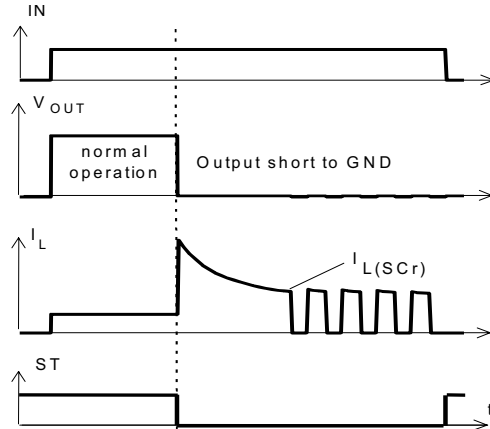 IN
V OUT
normal
operation
Output short to GND
I L
I L(SCr)
ST
t